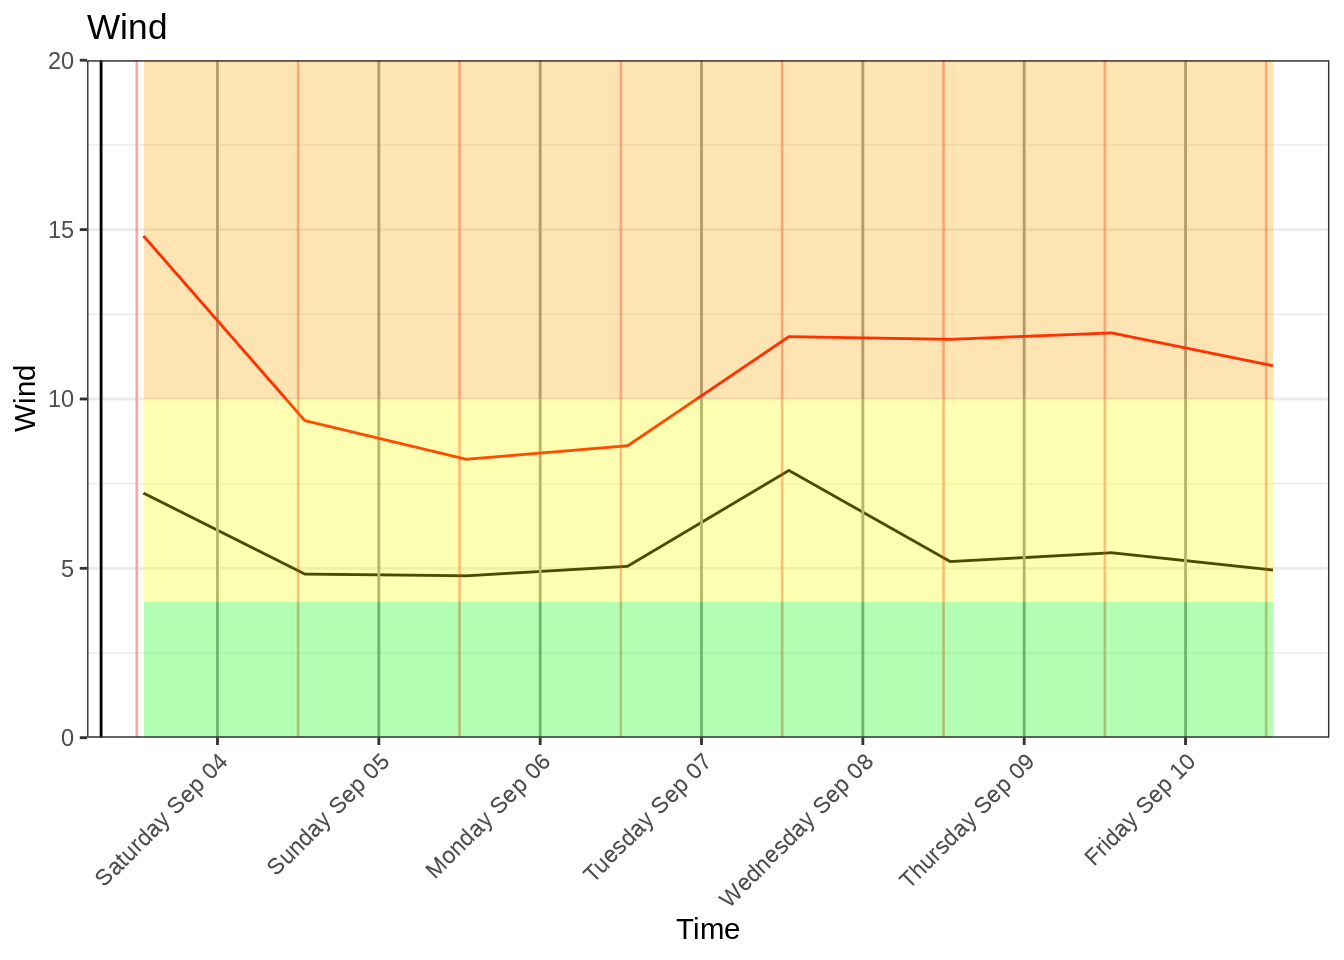 Wind
20
15
10
5
0
Wind
Saturday Sep 04
Sunday Sep 05
Monday Sep 06
Tuesday Sep 07
Wednesday Sep 08
Thursday Sep 09
Friday Sep 10
Time